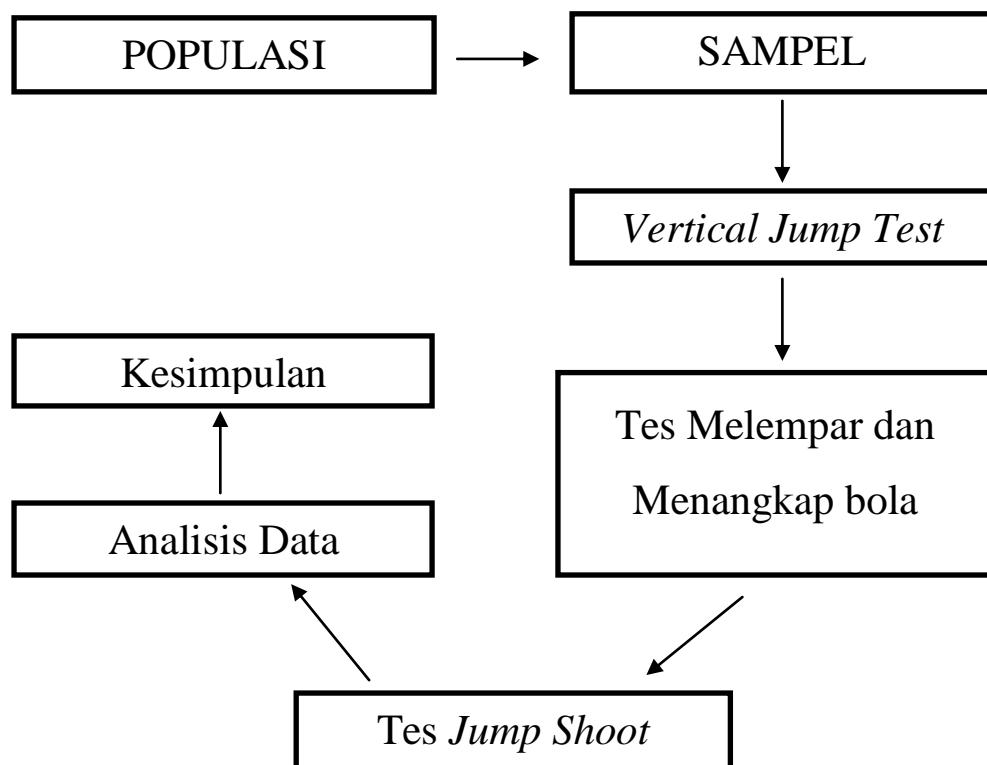 POPULASI
SAMPEL
Vertical Jump Test
Tes Melempar dan
Menangkap bola
Tes Jump Shoot
Analisis Data
Kesimpulan